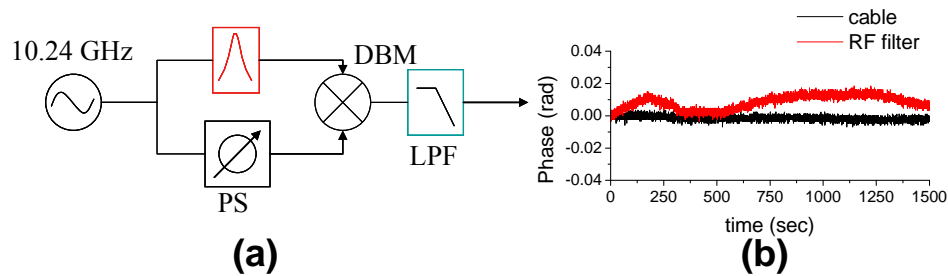 10.24 GHz
DBM
LPF
PS
(a)
cable
RF filter
0.04
0.02
0.00
-0.02
-0.04
Phase (rad)
0 250 500 750 1000 1250 1500
time (sec)
(b)